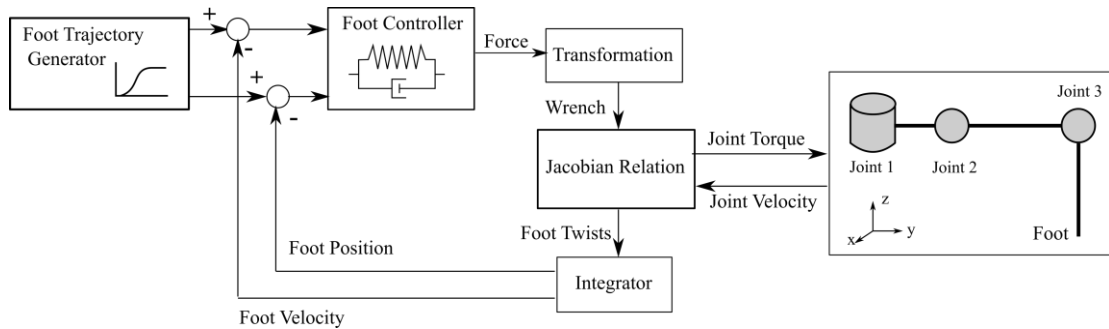 Foot Trajectory
Generator
+
-
+
-
Foot Controller
Force
Transformation
Wrench
Jacobian Relation
Joint Torque
Joint Velocity
Foot Twists
Integrator
Foot Position
Foot Velocity
Joint 1
Joint 2
Joint 3
z
y
x
Foot